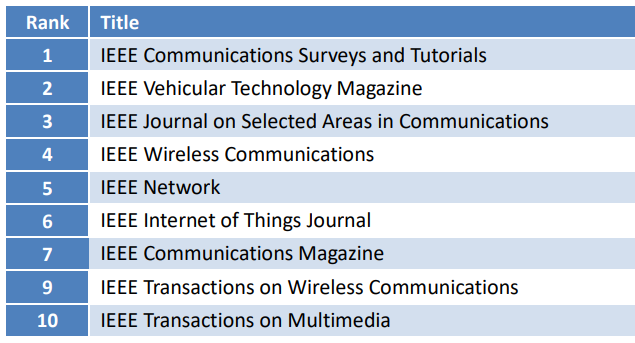 Rank Title
1 IEEE Communications Surveys and Tutorials
2 IEEE Vehicular Technology Magazine
3 IEEE Journal on Selected Areas in Communications
4 IEEE Wireless Communications
5 IEEE Network
6 IEEE Internet of Things Journal
7 IEEE Communications Magazine
9 IEEE Transactions on Wireless Communications
10 IEEE Transactions on Multimedia